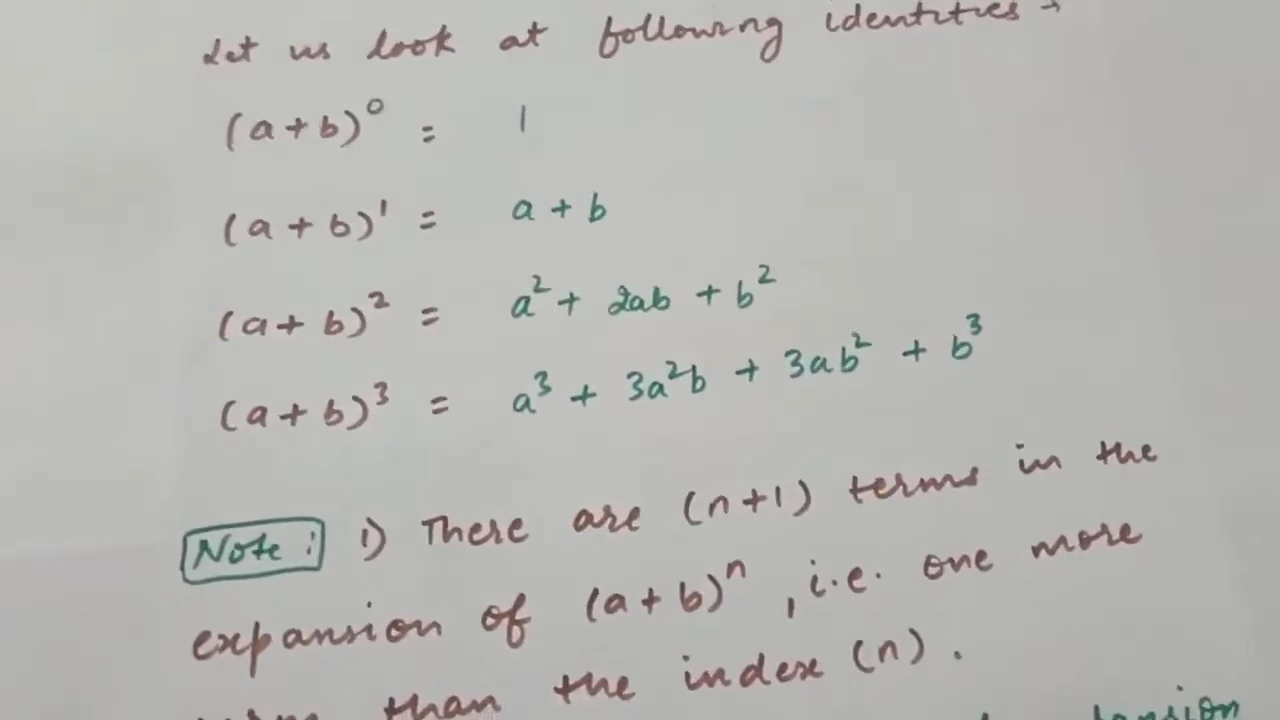 Let us look at following identities →
(a+b)⁰ = 1
(a+b)¹ = a+b
(a+b)² = a² + 2ab + b²
(a+b)³ = a³ + 3a²b + 3ab² + b³
Note: 1) There are (n+1) terms in the
expansion of (a+b)ⁿ, i.e. one more
than the index (n).